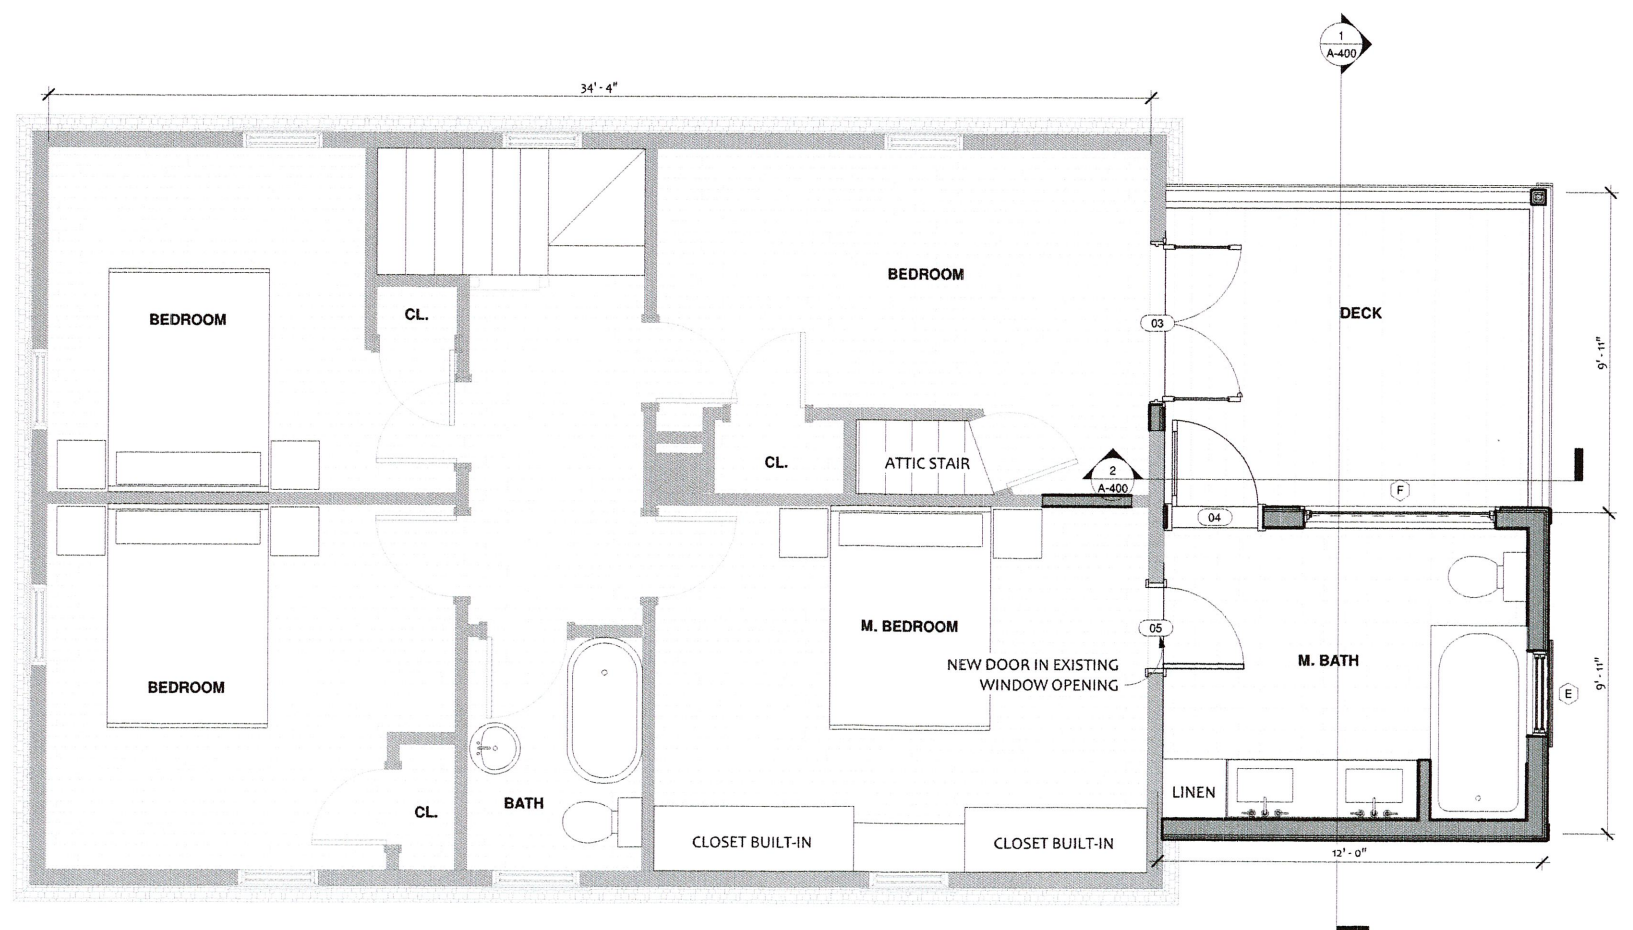 1
A-400
34' - 4"
BEDROOM
BEDROOM
CL.
03
DECK
9' - 11"
CL.
ATTIC STAIR
2
A-400
F
04
M. BEDROOM
05
NEW DOOR IN EXISTING
WINDOW OPENING
M. BATH
9' - 11"
E
BEDROOM
BATH
CL.
CLOSET BUILT-IN
CLOSET BUILT-IN
LINEN
12' - 0"